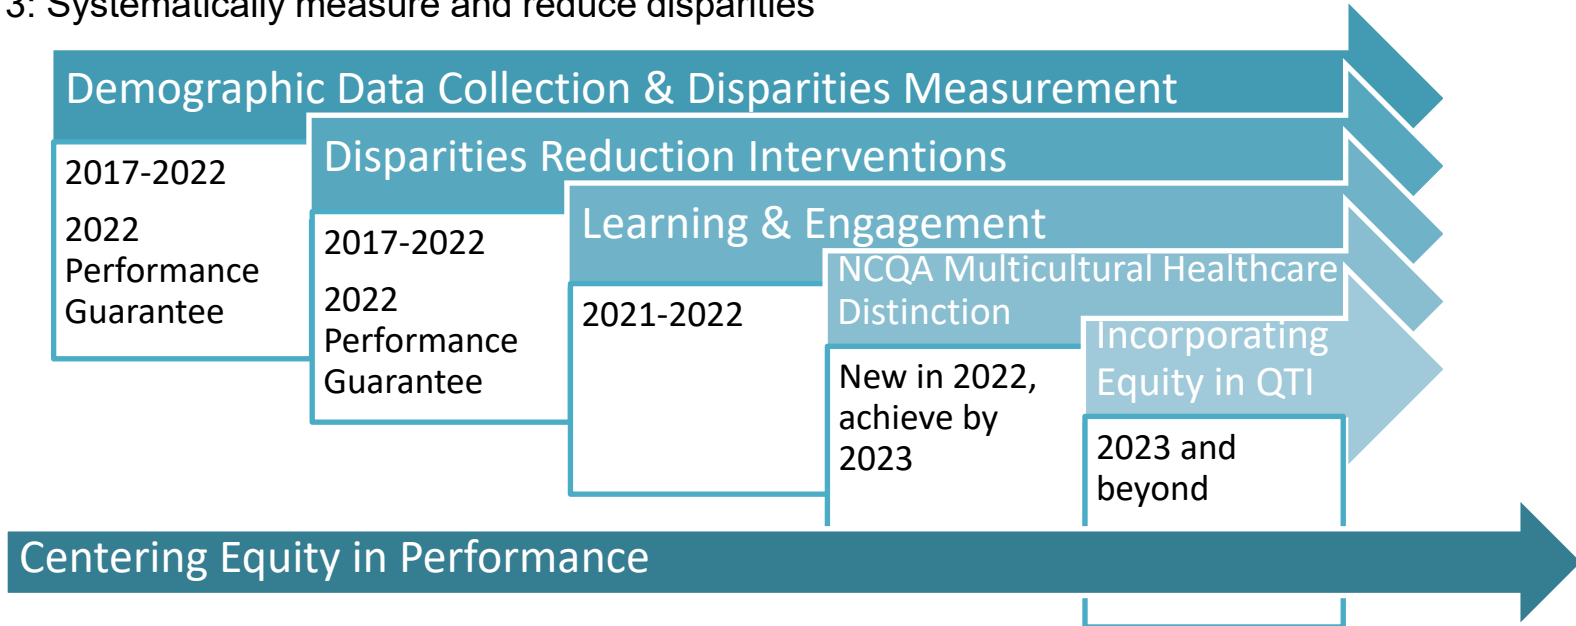 3: Systematically measure and reduce disparities
Demographic Data Collection & Disparities Measurement
2017-2022
2022
Performance
Guarantee
Disparities Reduction Interventions
2017-2022
2022
Performance
Guarantee
Learning & Engagement
2021-2022
NCQA Multicultural Healthcare
Distinction
New in 2022,
achieve by
2023
Incorporating
Equity in QTI
2023 and
beyond
Centering Equity in Performance